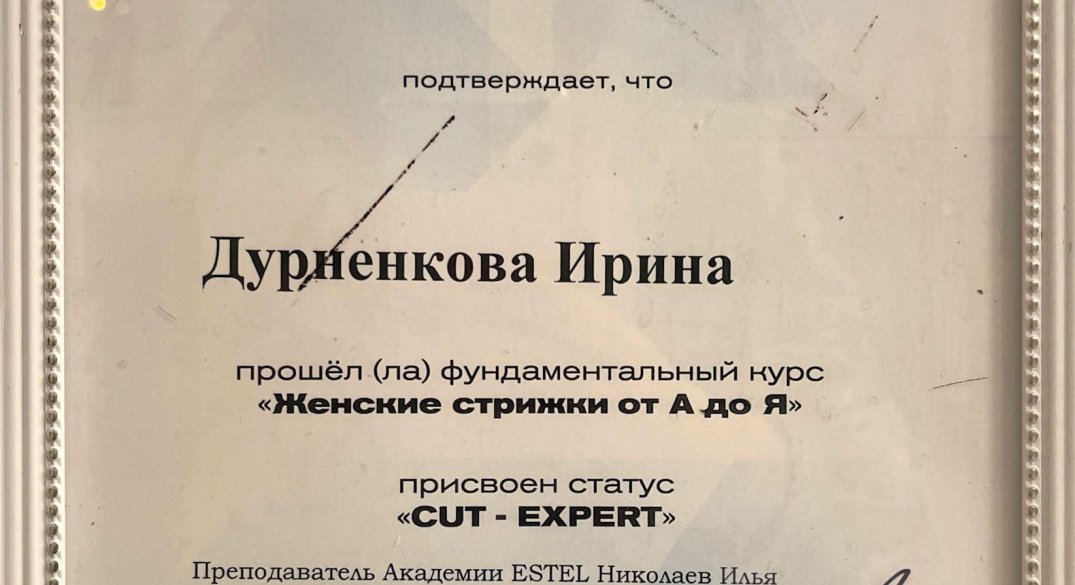 подтверждает, что
Дурненкова Ирина
прошёл (ла) фундаментальный курс
«Женские стрижки от А до Я»
присвоен статус
«CUT - EXPERT»
Преподаватель Академии ESTEL Николаев Илья